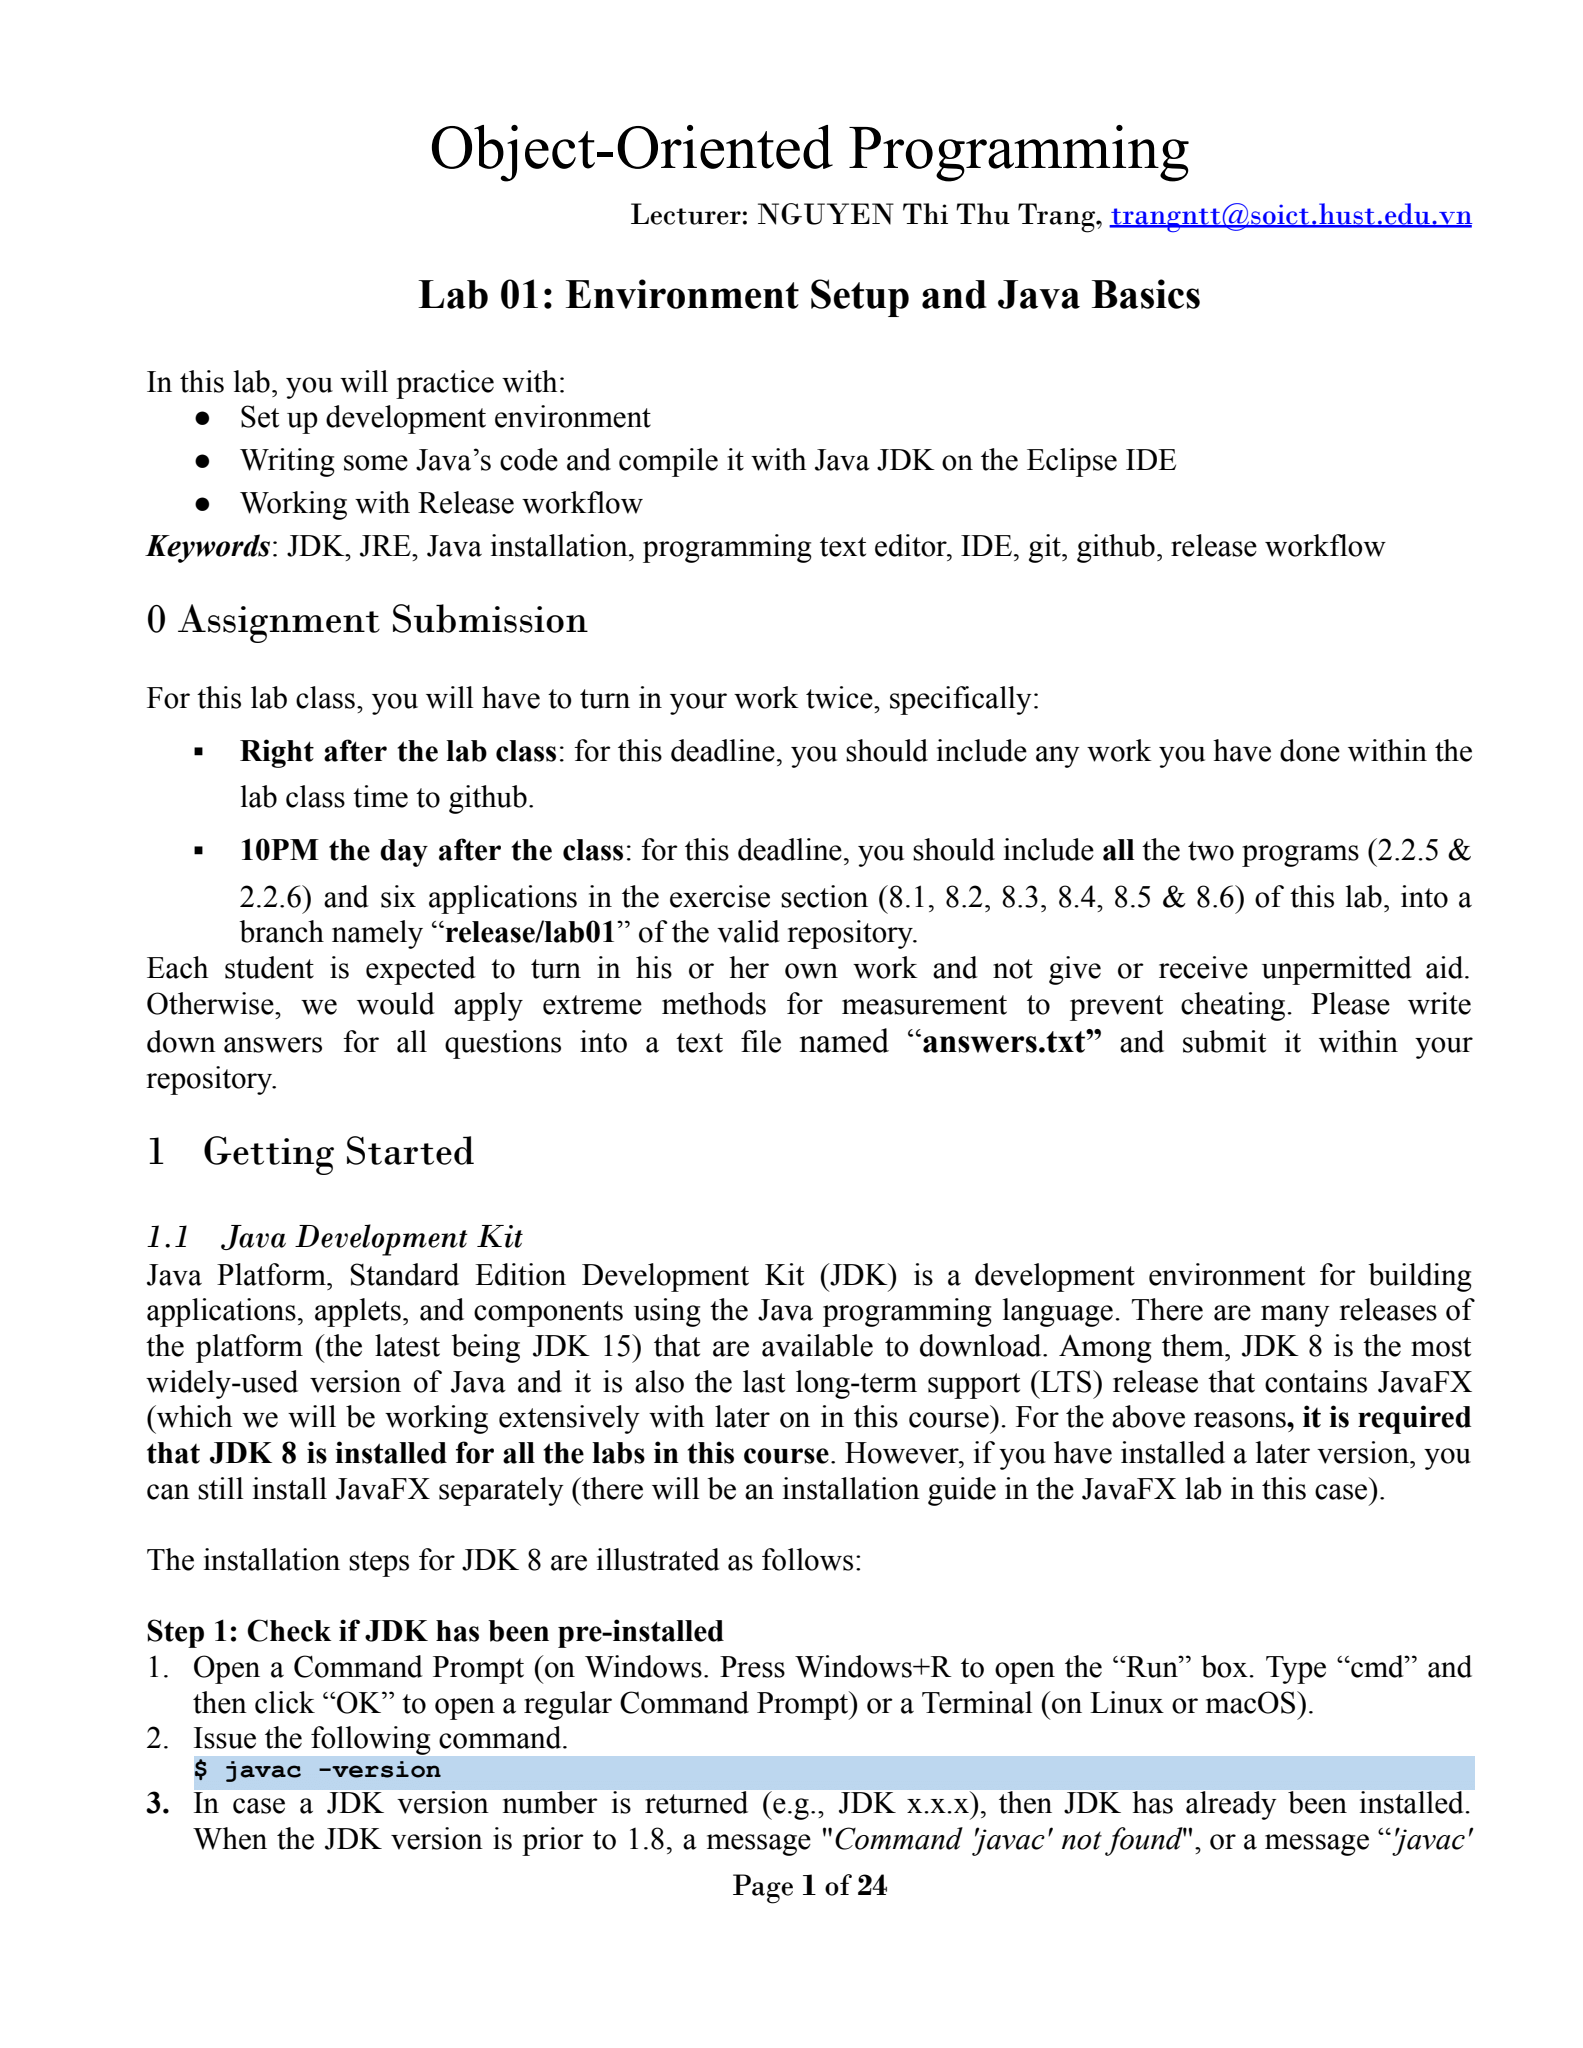 Object-Oriented Programming
Lecturer: NGUYEN Thi Thu Trang, trangntt@soict.hust.edu.vn
Lab 01: Environment Setup and Java Basics
In this lab, you will practice with:
● Set up development environment
● Writing some Java’s code and compile it with Java JDK on the Eclipse IDE
● Working with Release workflow
Keywords: JDK, JRE, Java installation, programming text editor, IDE, git, github, release workflow
0 Assignment Submission
For this lab class, you will have to turn in your work twice, specifically:
▪ Right after the lab class: for this deadline, you should include any work you have done within the
lab class time to github.
▪ 10PM the day after the class: for this deadline, you should include all the two programs (2.2.5 &
2.2.6) and six applications in the exercise section (8.1, 8.2, 8.3, 8.4, 8.5 & 8.6) of this lab, into a
branch namely “release/lab01” of the valid repository.
Each student is expected to turn in his or her own work and not give or receive unpermitted aid.
Otherwise, we would apply extreme methods for measurement to prevent cheating. Please write
down answers for all questions into a text file named “answers.txt” and submit it within your
repository.
1 Getting Started
1.1 Java Development Kit
Java Platform, Standard Edition Development Kit (JDK) is a development environment for building
applications, applets, and components using the Java programming language. There are many releases of
the platform (the latest being JDK 15) that are available to download. Among them, JDK 8 is the most
widely-used version of Java and it is also the last long-term support (LTS) release that contains JavaFX
(which we will be working extensively with later on in this course). For the above reasons, it is required
that JDK 8 is installed for all the labs in this course. However, if you have installed a later version, you
can still install JavaFX separately (there will be an installation guide in the JavaFX lab in this case).
The installation steps for JDK 8 are illustrated as follows:
Step 1: Check if JDK has been pre-installed
1. Open a Command Prompt (on Windows. Press Windows+R to open the “Run” box. Type “cmd” and
then click “OK” to open a regular Command Prompt) or a Terminal (on Linux or macOS).
2. Issue the following command.
$ javac -version
3. In case a JDK version number is returned (e.g., JDK x.x.x), then JDK has already been installed.
When the JDK version is prior to 1.8, a message "Command 'javac' not found", or a message “'javac'
Page 1 of 24